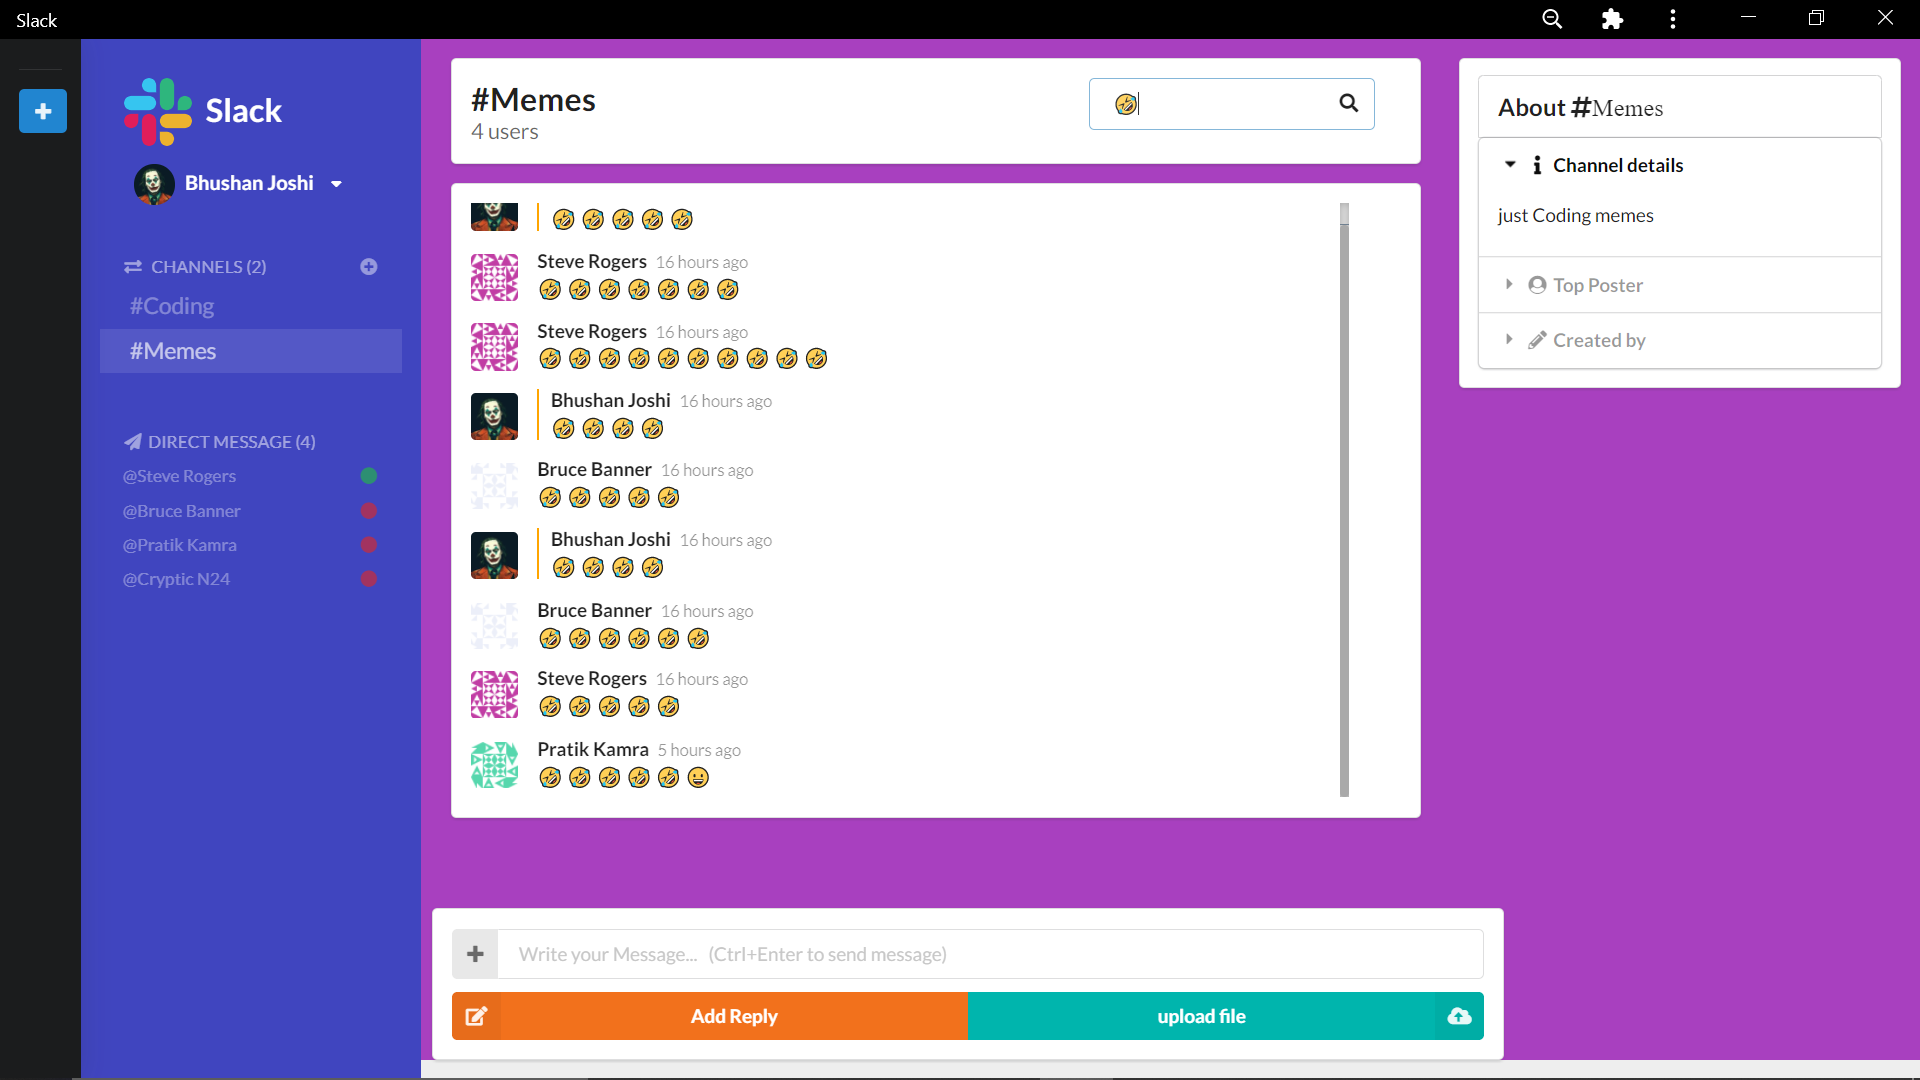 Slack
Slack
Bhushan Joshi
CHANNELS (2)
#Coding
#Memes
DIRECT MESSAGE (4)
@Steve Rogers
@Bruce Banner
@Pratik Kamra
@Cryptic N24
#Memes
4 users
🤣
🤣 🤣 🤣 🤣 🤣
Steve Rogers 16 hours ago
🤣 🤣 🤣 🤣 🤣 🤣 🤣
Steve Rogers 16 hours ago
🤣 🤣 🤣 🤣 🤣 🤣 🤣 🤣 🤣 🤣
Bhushan Joshi 16 hours ago
🤣 🤣 🤣 🤣
Bruce Banner 16 hours ago
🤣 🤣 🤣 🤣 🤣
Bhushan Joshi 16 hours ago
🤣 🤣 🤣 🤣
Bruce Banner 16 hours ago
🤣 🤣 🤣 🤣 🤣 🤣
Steve Rogers 16 hours ago
🤣 🤣 🤣 🤣 🤣
Pratik Kamra 5 hours ago
🤣 🤣 🤣 🤣 🤣 😀
Write your Message... (Ctrl+Enter to send message)
Add Reply
upload file
About #Memes
Channel details
just Coding memes
Top Poster
Created by